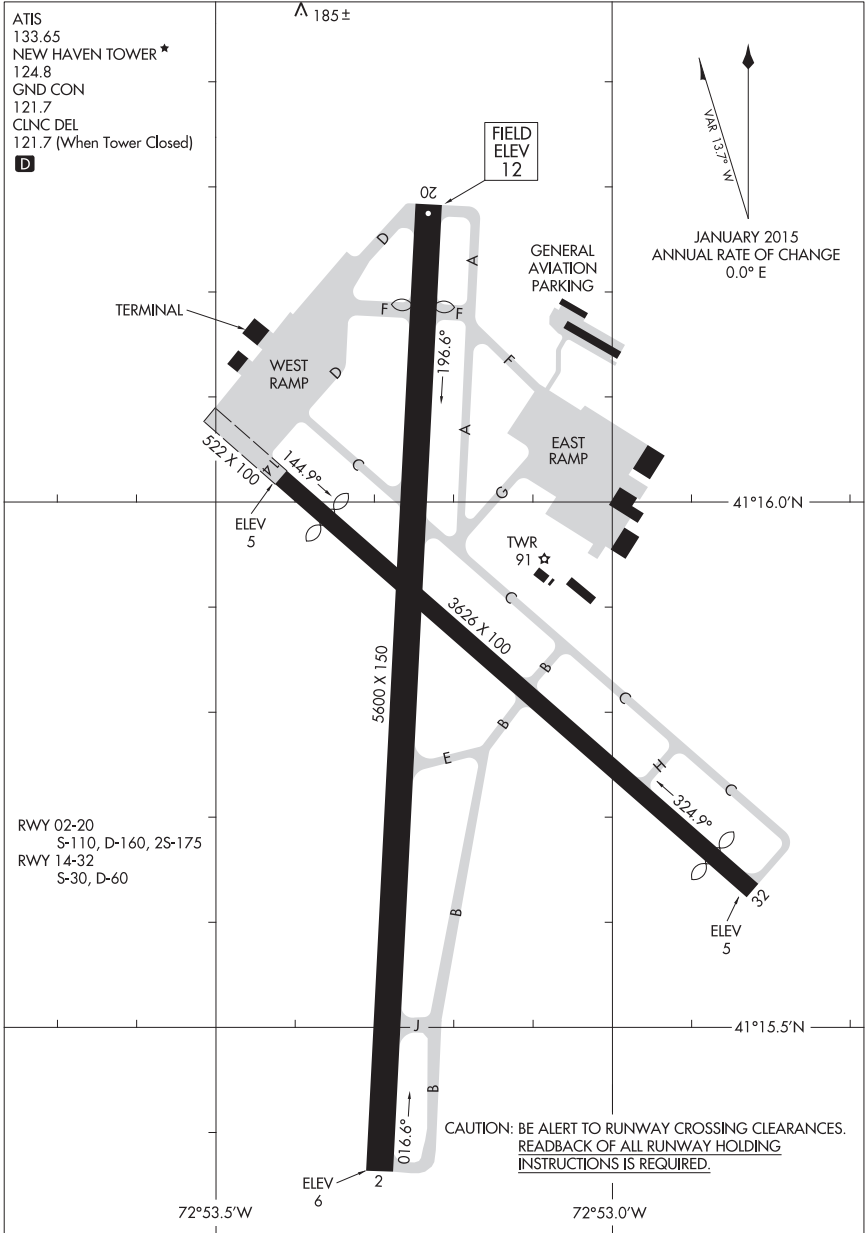 ATIS
133.65
NEW HAVEN TOWER★
124.8
GND CON
121.7
CLNC DEL
121.7 (When Tower Closed)
D
185±
FIELD
ELEV
12
VAR 13.7° W
JANUARY 2015
ANNUAL RATE OF CHANGE
0.0° E
20
D
A
GENERAL
AVIATION
PARKING
TERMINAL
F
F
196.6°
F
WEST
RAMP
D
A
EAST
RAMP
522 X 100
14
144.9°
C
G
41°16.0'N
ELEV
5
TWR
91
C
3626 X 100
5600 X 150
B
C
B
E
H
C
324.9°
RWY 02-20
S-110, D-160, 2S-175
RWY 14-32
S-30, D-60
32
ELEV
5
B
J
41°15.5'N
B
016.6°
CAUTION: BE ALERT TO RUNWAY CROSSING CLEARANCES.
READBACK OF ALL RUNWAY HOLDING
INSTRUCTIONS IS REQUIRED.
ELEV
6
2
72°53.5'W
72°53.0'W